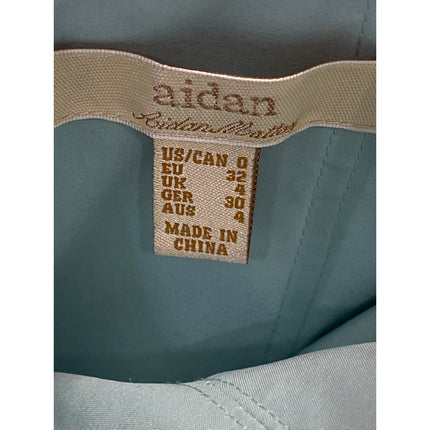 aidan
Aidan Mattox
US/CAN 0
EU 32
UK 4
GER 30
AUS 4
MADE IN
CHINA